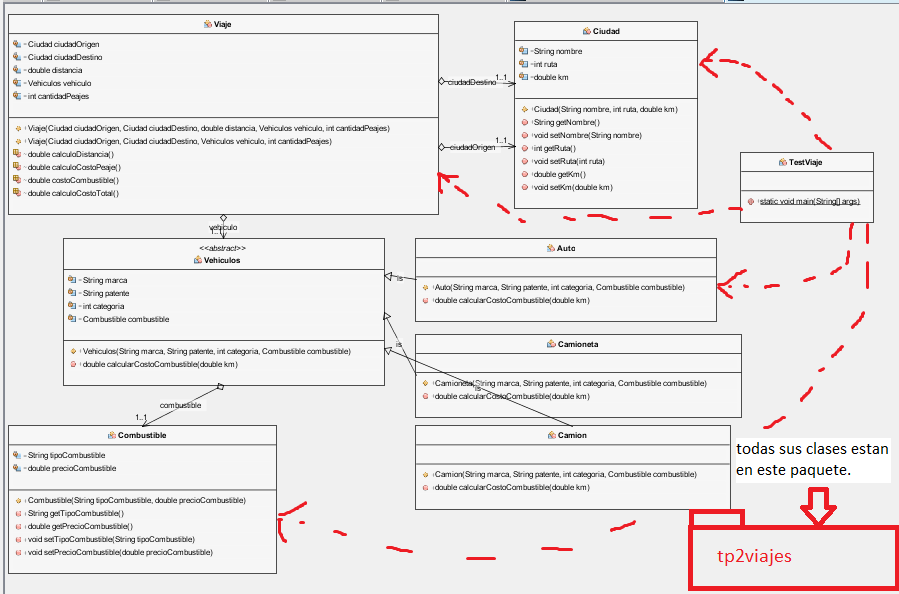 Viaje
Ciudad ciudadOrigen
Ciudad ciudadDestino
double distancia
Vehiculos vehiculo
int cantidadPeajes
Viaje(Ciudad ciudadOrigen, Ciudad ciudadDestino, double distancia, Vehiculos vehiculo, int cantidadPeajes)
Viaje(Ciudad ciudadOrigen, Ciudad ciudadDestino, Vehiculos vehiculo, int cantidadPeajes)
double calculoDistancia()
double calculoCostoPeaje()
double costoCombustible()
double calculoCostoTotal()
ciudadDestino
1..1
ciudadOrigen
1..1
Ciudad
String nombre
int ruta
double km
Ciudad(String nombre, int ruta, double km)
String getNombre()
void setNombre(String nombre)
int getRuta()
void setRuta(int ruta)
double getKm()
void setKm(double km)
TestViaje
static void main(String[] args)
vehiculo
<<abstract>>
Vehiculos
String marca
String patente
int categoria
Combustible combustible
Vehiculos(String marca, String patente, int categoria, Combustible combustible)
double calcularCostoCombustible(double km)
is
is
is
Auto
Auto(String marca, String patente, int categoria, Combustible combustible)
double calcularCostoCombustible(double km)
Camioneta
Camioneta(String marca, String patente, int categoria, Combustible combustible)
double calcularCostoCombustible(double km)
Camion
Camion(String marca, String patente, int categoria, Combustible combustible)
double calcularCostoCombustible(double km)
combustible
1..1
Combustible
String tipoCombustible
double precioCombustible
Combustible(String tipoCombustible, double precioCombustible)
String getTipoCombustible()
double getPrecioCombustible()
void setTipoCombustible(String tipoCombustible)
void setPrecioCombustible(double precioCombustible)
todas sus clases estan
en este paquete.
tp2viajes